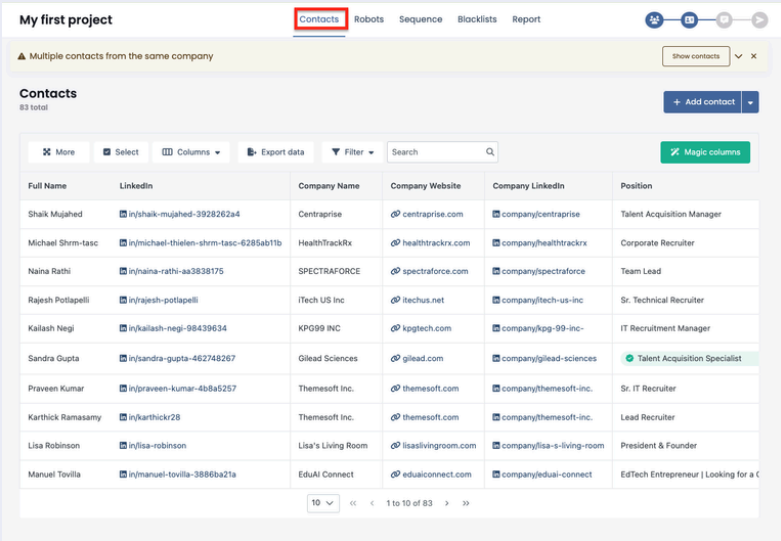 My first project
Contacts Robots Sequence Blacklists Report
Multiple contacts from the same company
Show contacts
Contacts
83 total
+ Add contact
More Select Columns Export data Filter Search Magic columns
Full Name LinkedIn Company Name Company Website Company LinkedIn Position
Shaik Mujahed in/shaik-mujahed-3928262a4 Centraprise centraprise.com company/centraprise Talent Acquisition Manager
Michael Shrm-tasc in/michael-thielen-shrm-tasc-6285ab11b HealthTrackRx healthtrackrx.com company/healthtrackrx Corporate Recruiter
Naina Rathi in/naina-rathi-aa3838175 SPECTRAFORCE spectraforce.com company/spectraforce Team Lead
Rajesh Potlapelli in/rajesh-potlapelli iTech US Inc itechus.net company/itech-us-inc Sr. Technical Recruiter
Kailash Negi in/kailash-negi-98439634 KPG99 INC kpgtech.com company/kpg-99-inc- IT Recruitment Manager
Sandra Gupta in/sandra-gupta-462748267 Gilead Sciences gilead.com company/gilead-sciences Talent Acquisition Specialist
Praveen Kumar in/praveen-kumar-4b8a5257 Themesoft Inc. themesoft.com company/themesoft-inc. Sr. IT Recruiter
Karthick Ramasamy in/karthickr28 Themesoft Inc. themesoft.com company/themesoft-inc. Lead Recruiter
Lisa Robinson in/lisa-robinson Lisa's Living Room lisaslivingroom.com company/lisa-s-living-room President & Founder
Manuel Tovilla in/manuel-tovilla-3886ba21a EduAI Connect eduaiconnect.com company/eduai-connect EdTech Entrepreneur | Looking for a
10 << < 1 to 10 of 83 > >>